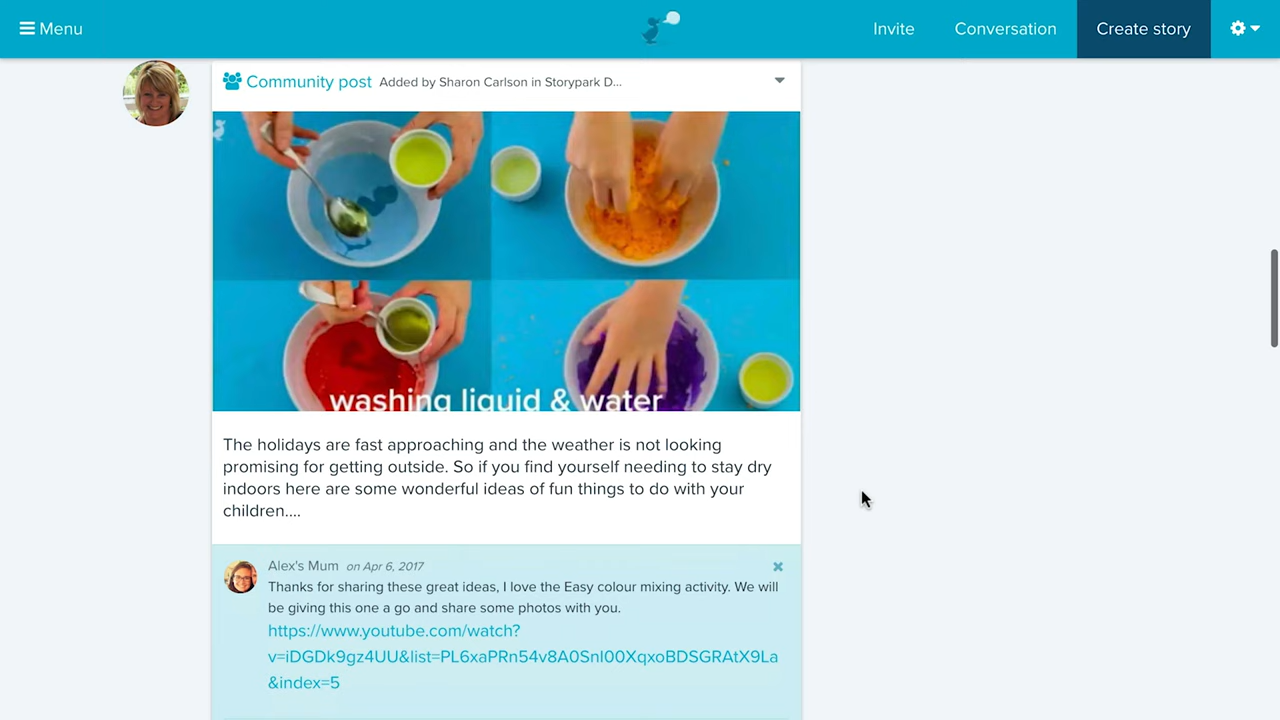 Menu
Invite
Conversation
Create story
Community post Added by Sharon Carlson in Storypark D...
washing liquid & water
The holidays are fast approaching and the weather is not looking
promising for getting outside. So if you find yourself needing to stay dry
indoors here are some wonderful ideas of fun things to do with your
children....
Alex's Mum on Apr 6, 2017
Thanks for sharing these great ideas, I love the Easy colour mixing activity. We will
be giving this one a go and share some photos with you.
https://www.youtube.com/watch?
v=iDGDk9gz4UU&list=PL6xaPRn54v8A0SnI00XqxoBDSGRAtX9La
&index=5